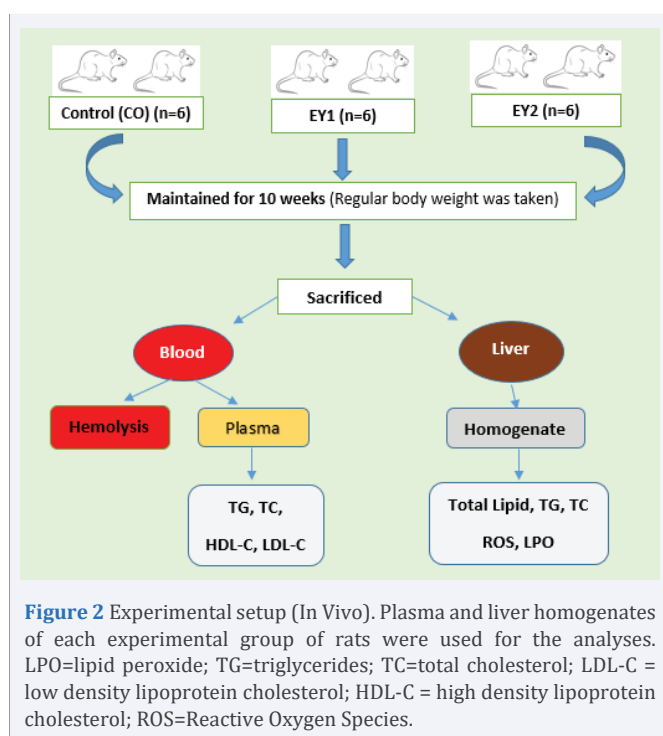 Control (CO) (n=6)
EY1 (n=6)
EY2 (n=6)
Maintained for 10 weeks (Regular body weight was taken)
Sacrificed
Blood
Liver
Hemolysis
Plasma
Homogenate
TG, TC,
HDL-C, LDL-C
Total Lipid, TG, TC
ROS, LPO
Figure 2 Experimental setup (In Vivo). Plasma and liver homogenates
of each experimental group of rats were used for the analyses.
LPO=lipid peroxide; TG=triglycerides; TC=total cholesterol; LDL-C =
low density lipoprotein cholesterol; HDL-C = high density lipoprotein
cholesterol; ROS=Reactive Oxygen Species.